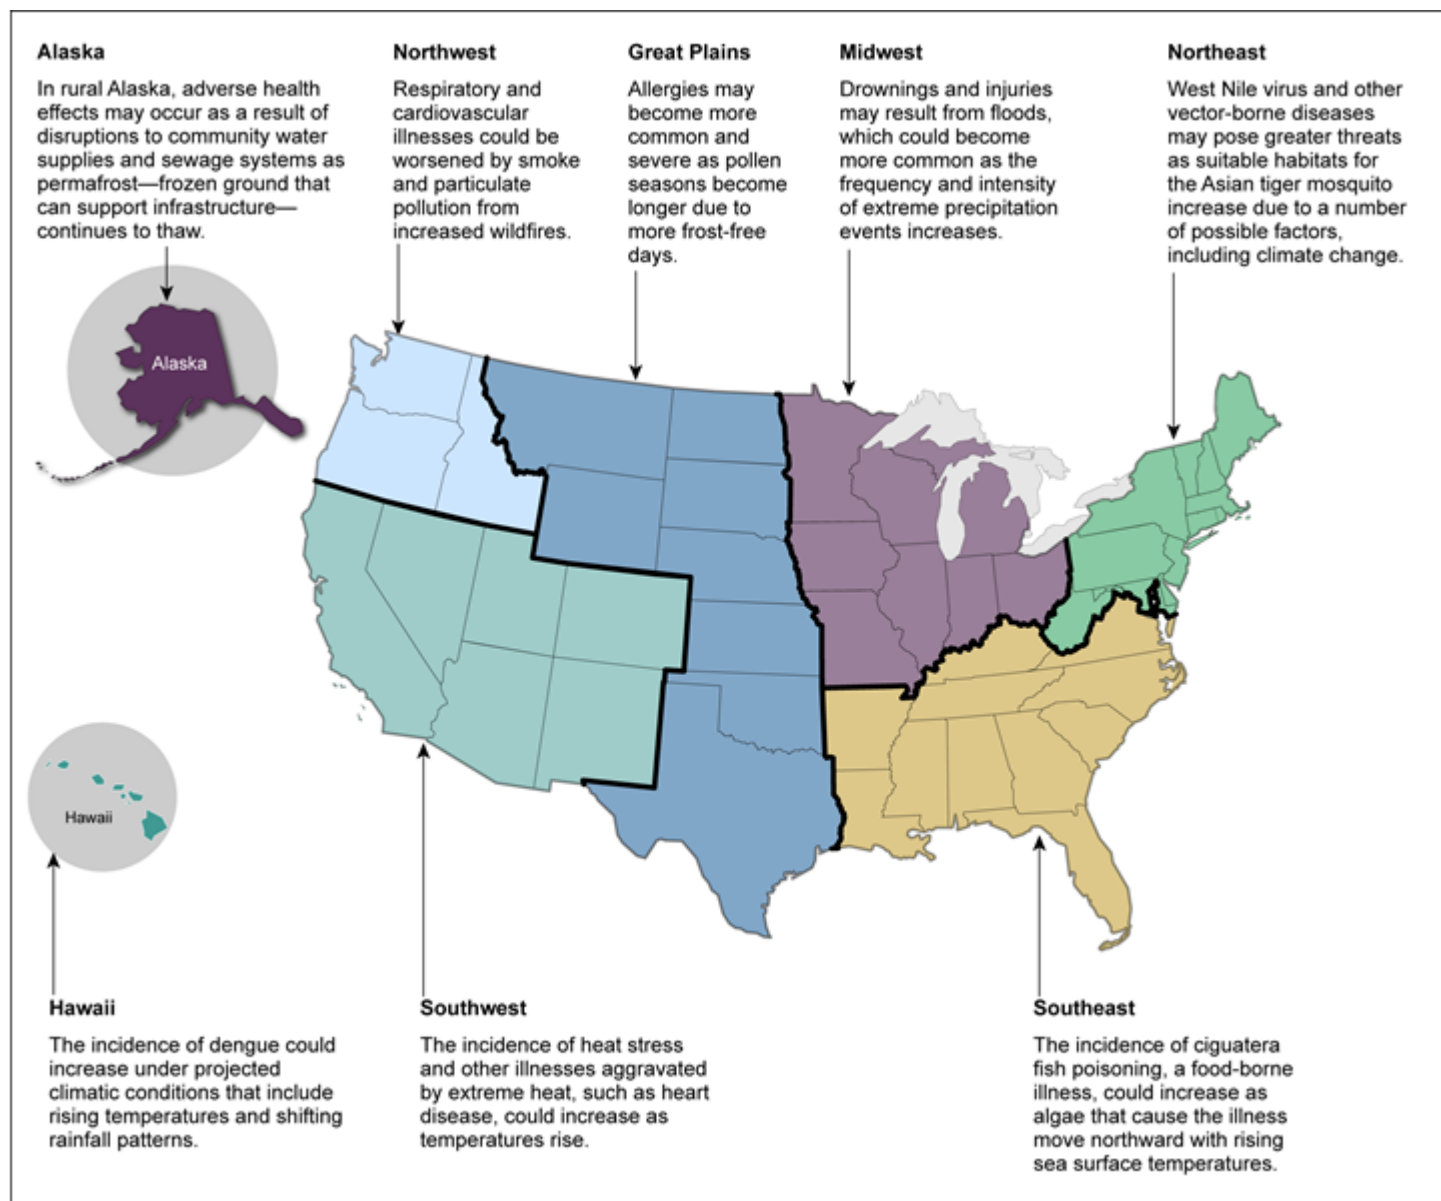 Alaska
In rural Alaska, adverse health
effects may occur as a result of
disruptions to community water
supplies and sewage systems as
permafrost—frozen ground that
can support infrastructure—
continues to thaw.
Northwest
Respiratory and
cardiovascular
illnesses could be
worsened by smoke
and particulate
pollution from
increased wildfires.
Great Plains
Allergies may
become more
common and
severe as pollen
seasons become
longer due to
more frost-free
days.
Midwest
Drownings and injuries
may result from floods,
which could become
more common as the
frequency and intensity
of extreme precipitation
events increases.
Northeast
West Nile virus and other
vector-borne diseases
may pose greater threats
as suitable habitats for
the Asian tiger mosquito
increase due to a number
of possible factors,
including climate change.
Alaska
Hawaii
Hawaii
The incidence of dengue could
increase under projected
climatic conditions that include
rising temperatures and shifting
rainfall patterns.
Southwest
The incidence of heat stress
and other illnesses aggravated
by extreme heat, such as heart
disease, could increase as
temperatures rise.
Southeast
The incidence of ciguatera
fish poisoning, a food-borne
illness, could increase as
algae that cause the illness
move northward with rising
sea surface temperatures.